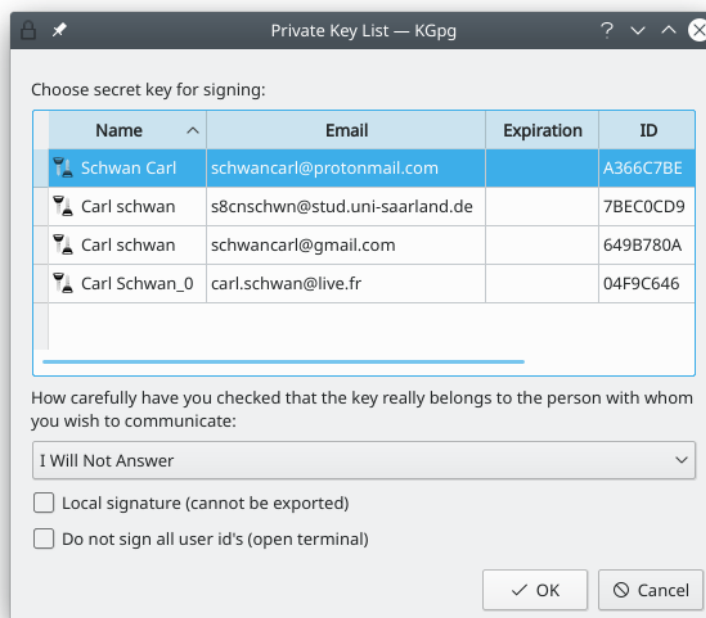 Private Key List — KGpg ?
Choose secret key for signing:
Name Email Expiration ID
Schwan Carl schwancarl@protonmail.com A366C7BE
Carl schwan s8cnschwn@stud.uni-saarland.de 7BEC0CD9
Carl schwan schwancarl@gmail.com 649B780A
Carl Schwan_0 carl.schwan@live.fr 04F9C646
How carefully have you checked that the key really belongs to the person with whom
you wish to communicate:
I Will Not Answer
Local signature (cannot be exported)
Do not sign all user id's (open terminal)
OK Cancel